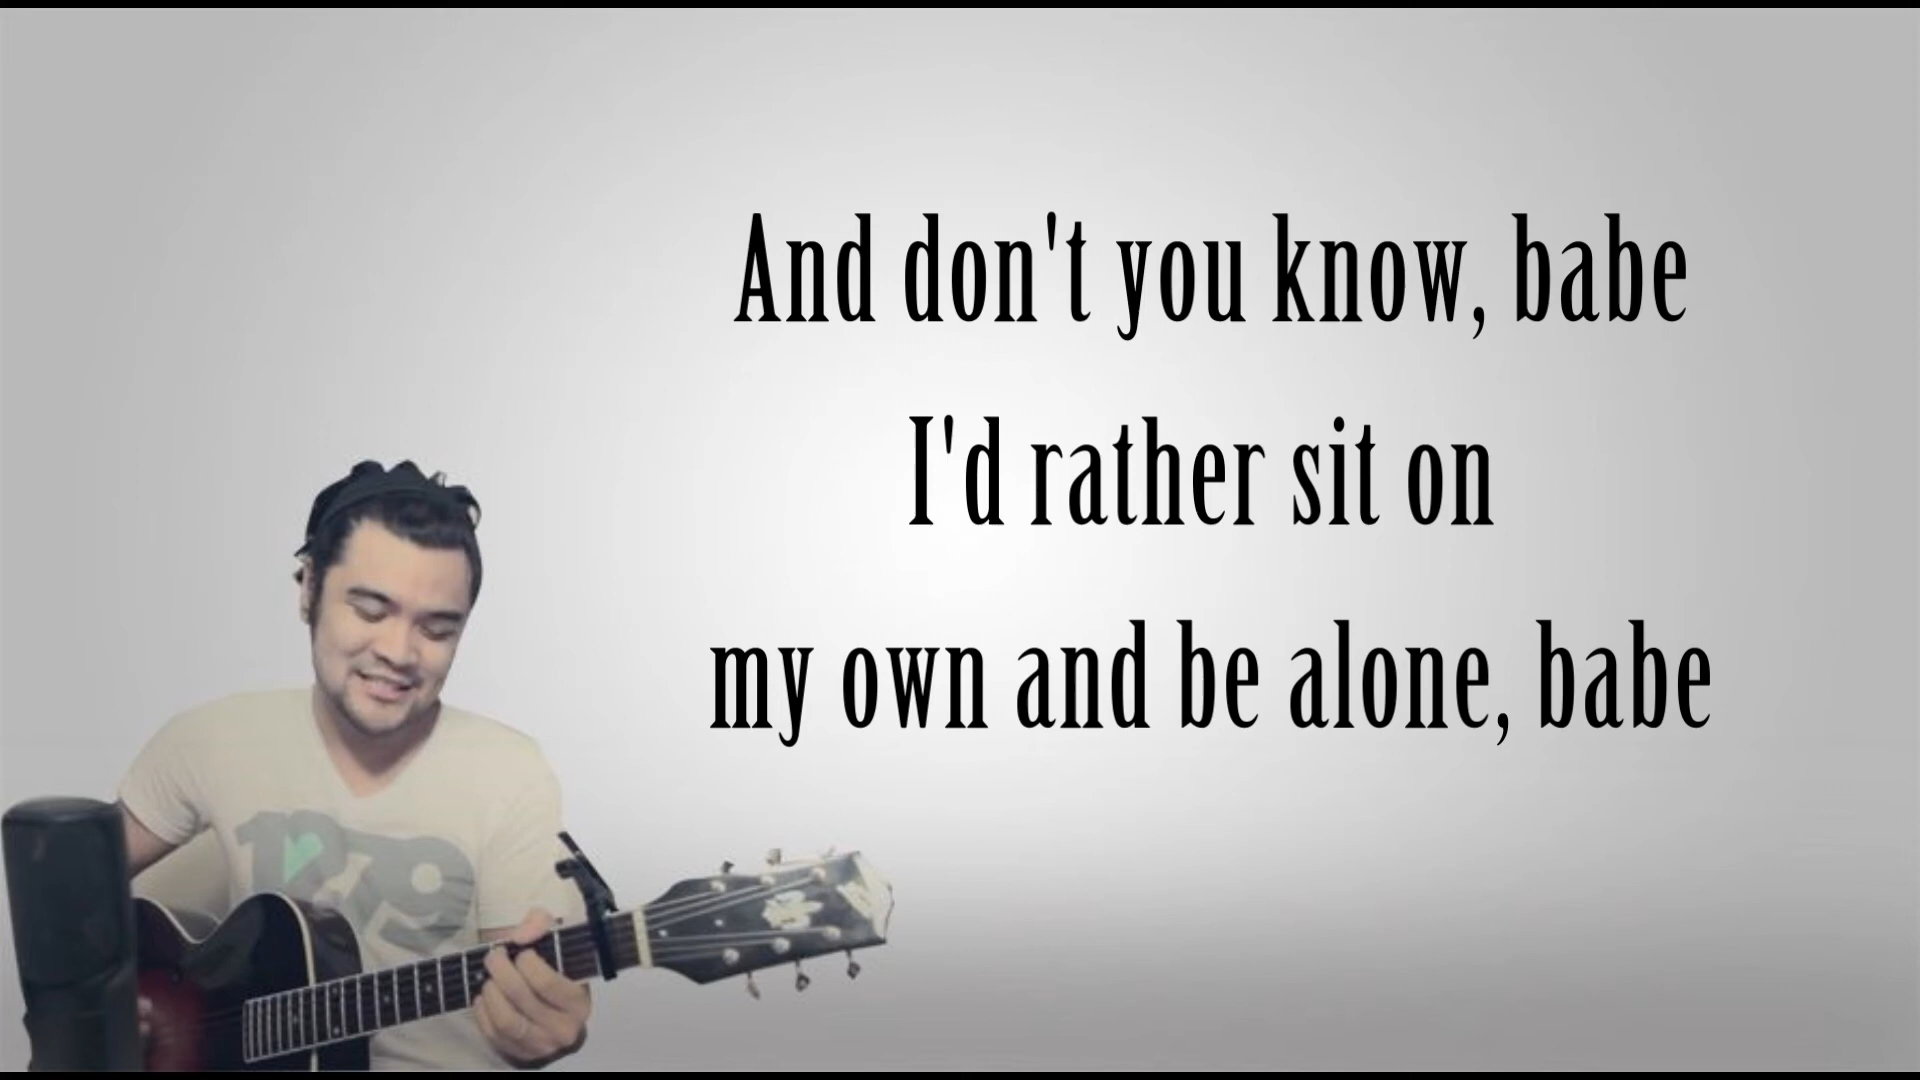 And don't you know, babe
I'd rather sit on
my own and be alone, babe